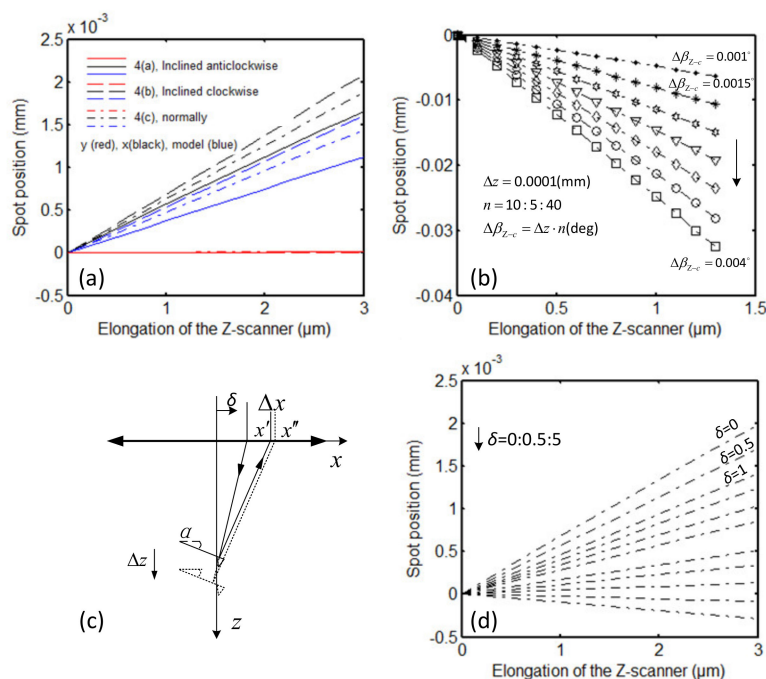 x 10⁻³
2.5
2
1.5
1
0.5
0
-0.5
0 1 2 3
Spot position (mm)
Elongation of the Z-scanner (μm)
4(a), Inclined anticlockwise
4(b), Inclined clockwise
4(c), normally
y (red), x(black), model (blue)
(a)
0
-0.01
-0.02
-0.03
-0.04
0 0.5 1 1.5
Spot position (mm)
Elongation of the Z-scanner (μm)
Δβ_Z−c = 0.001°
Δβ_Z−c = 0.0015°
Δz = 0.0001(mm)
n = 10 : 5 : 40
Δβ_Z−c = Δz · n(deg)
Δβ_Z−c = 0.004°
(b)
δ
Δx
x′ x″
x
α
Δz
z
(c)
x 10⁻³
2.5
2
1.5
1
0.5
0
-0.5
0 1 2 3
Spot position (mm)
Elongation of the Z-scanner (μm)
δ=0:0.5:5
δ=0
δ=0.5
δ=1
(d)